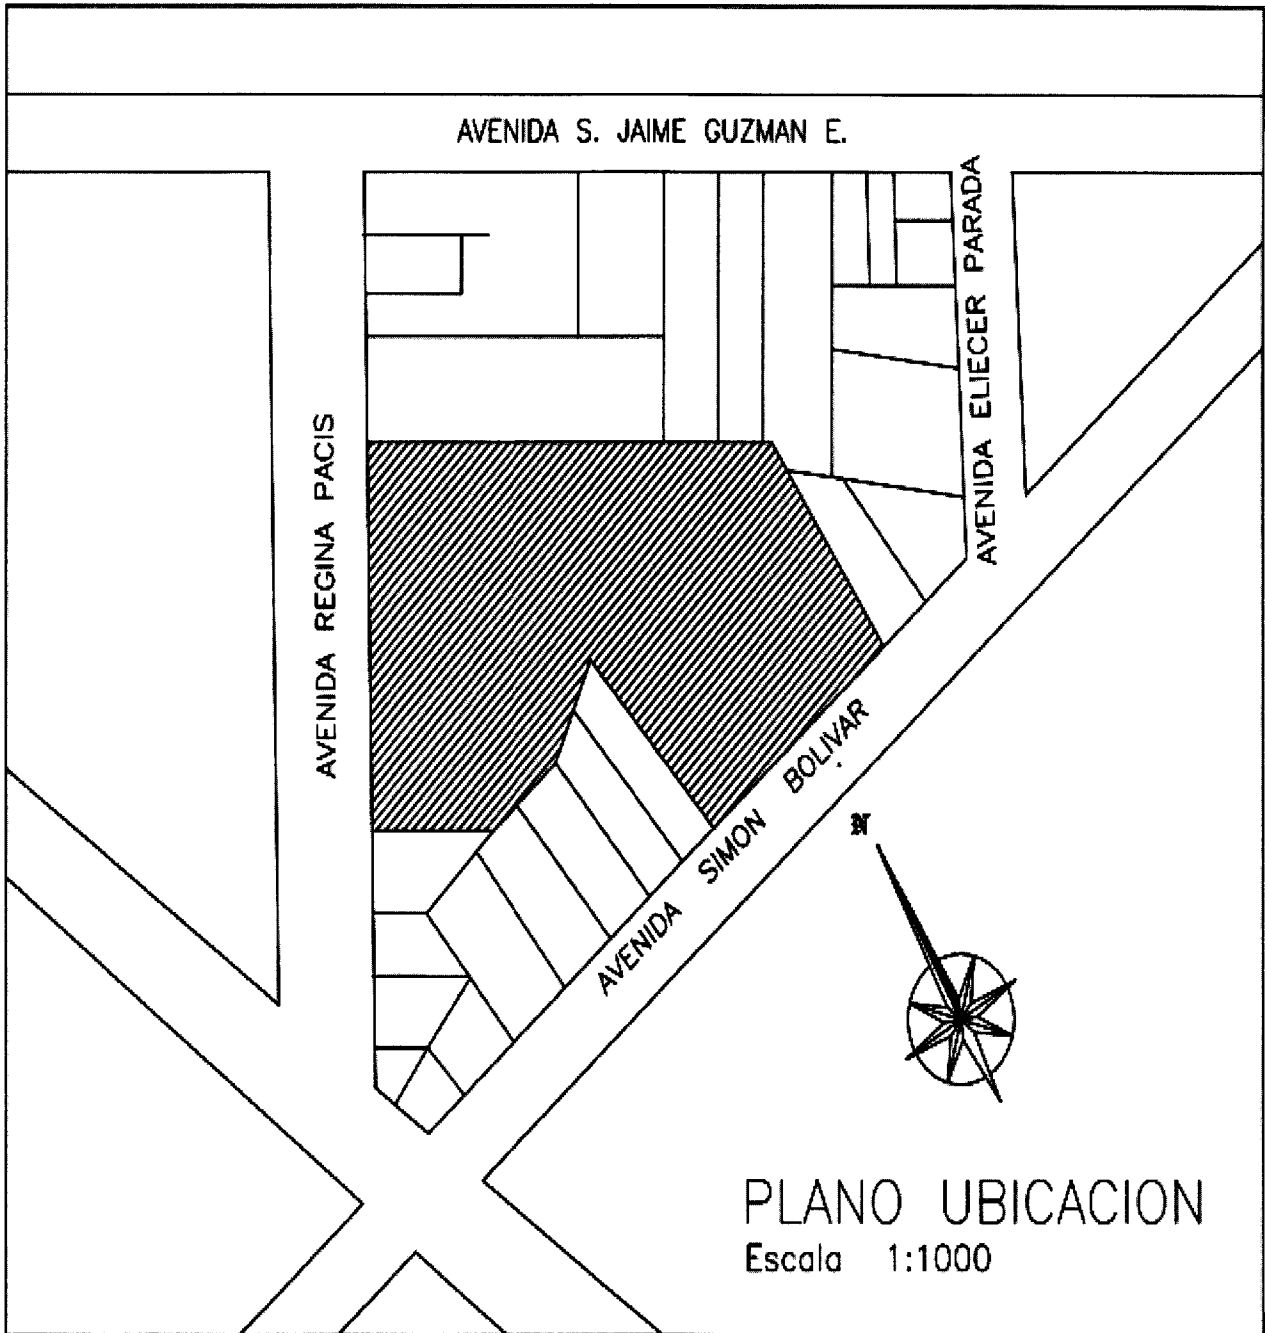 AVENIDA S. JAIME GUZMAN E.
AVENIDA ELIECER PARADA
AVENIDA REGINA PACIS
AVENIDA SIMON BOLIVAR
N
PLANO UBICACION
Escala 1:1000